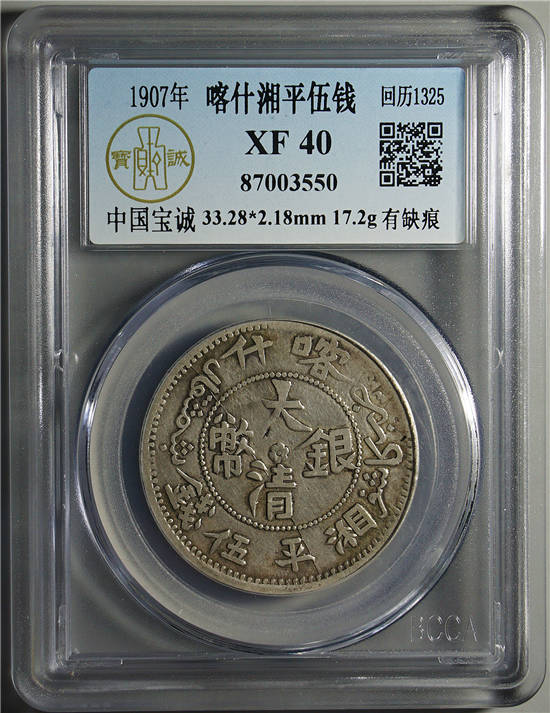 1907年 喀什湘平伍钱 回历1325
寶 誠
XF 40
87003550
中国宝诚 33.28*2.18mm 17.2g 有缺痕
喀什
大清銀幣
湘平伍錢
BCCA